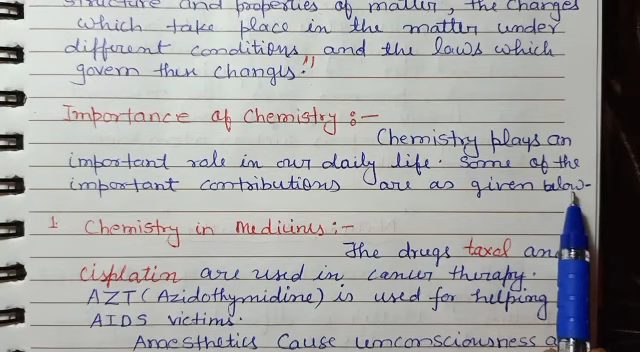 structure and properties of matter, the changes
which take place in the matter under
different conditions and the laws which
govern these changes."
Importance of Chemistry :-
Chemistry plays an
important role in our daily life. Some of the
important contributions are as given below-
1 Chemistry in Medicines :-
The drugs taxol an
cisplatin are used in cancer therapy.
AZT (Azidothymidine) is used for helping
AIDS victims.
Anaesthetics Cause unconsciousness a